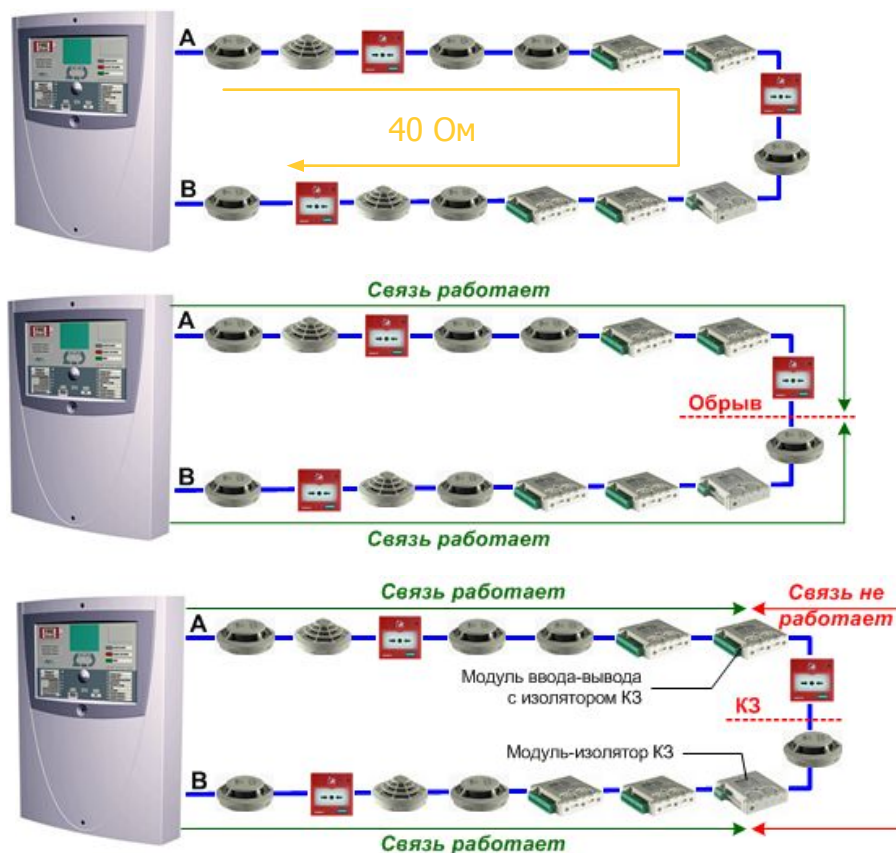 A
40 Ом
B
Связь работает
A
Обрыв
B
Связь работает
Связь работает
Связь не
работает
A
Модуль ввода-вывода
с изолятором КЗ
КЗ
Модуль-изолятор КЗ
B
Связь работает